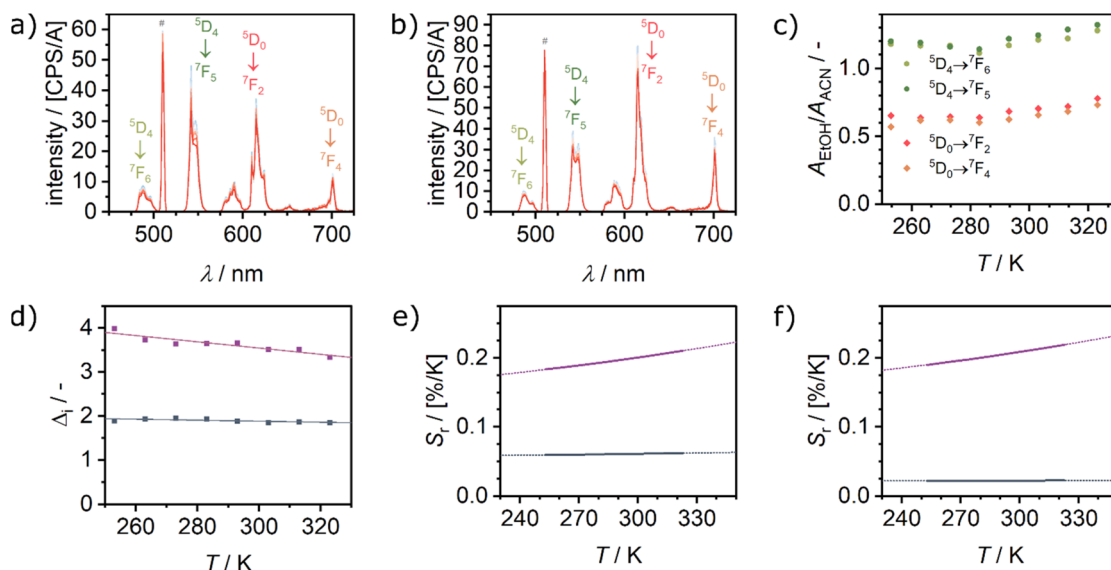 a)
intensity / [CPS/A]
60
50
40
30
20
10
0
#
⁵D₄
⁷F₆
⁵D₄
⁷F₅
⁵D₀
⁷F₂
⁵D₀
⁷F₄
500
600
700
λ / nm
b)
intensity / [CPS/A]
90
80
70
60
50
40
30
20
10
0
#
⁵D₄
⁷F₆
⁵D₄
⁷F₅
⁵D₀
⁷F₂
⁵D₀
⁷F₄
500
600
700
λ / nm
c)
A_EtOH/A_ACN / -
1.0
0.5
0.0
⁵D₄→⁷F₆
⁵D₄→⁷F₅
⁵D₀→⁷F₂
⁵D₀→⁷F₄
260
280
300
320
T / K
d)
Δᵢ / -
4
3
2
1
0
260
280
300
320
T / K
e)
Sᵣ / [%/K]
0.2
0.1
0.0
240
270
300
330
T / K
f)
Sᵣ / [%/K]
0.2
0.1
0.0
240
270
300
330
T / K